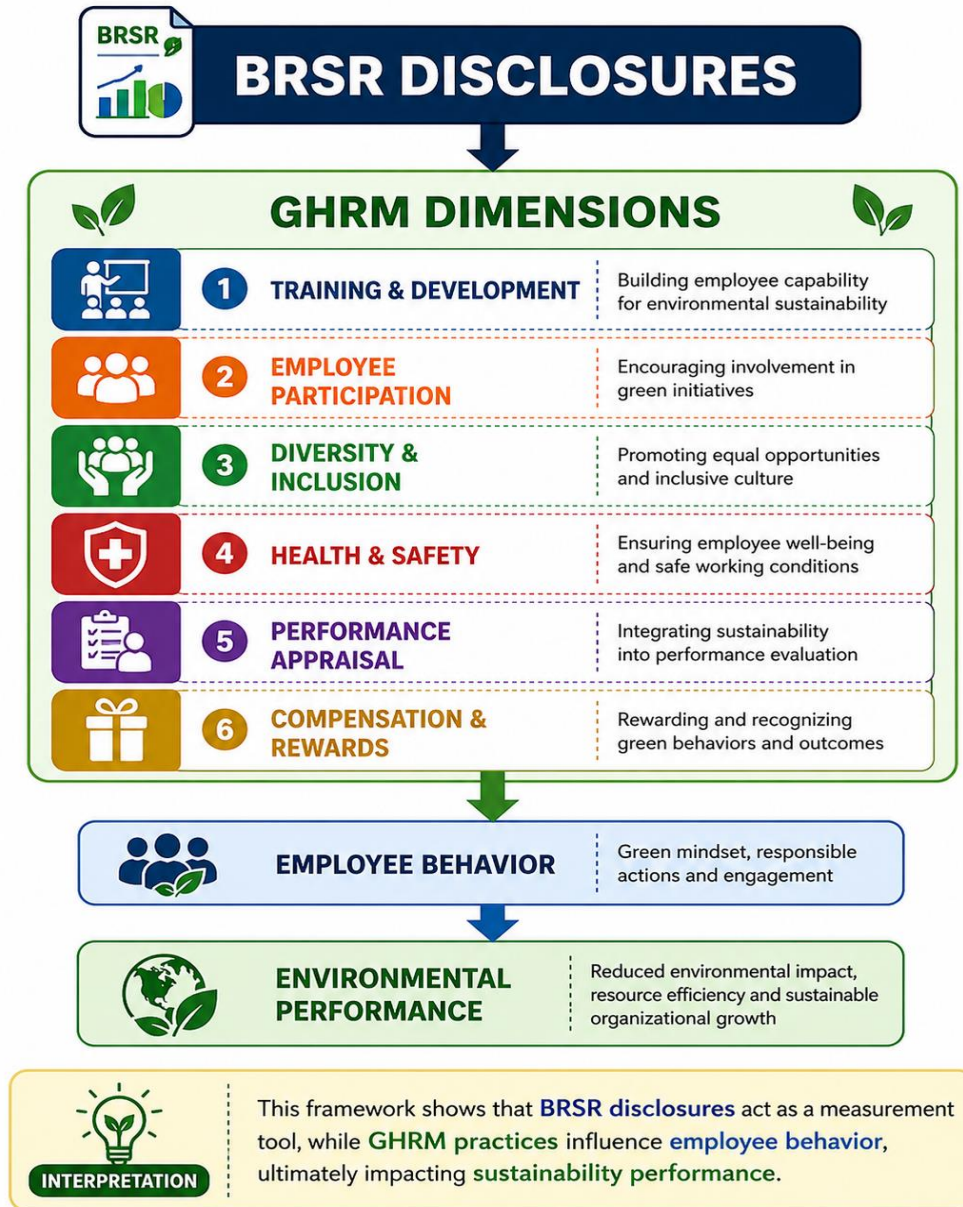 BRSR
BRSR DISCLOSURES
GHRM DIMENSIONS
1
TRAINING & DEVELOPMENT
Building employee capability
for environmental sustainability
2
EMPLOYEE
PARTICIPATION
Encouraging involvement in
green initiatives
3
DIVERSITY &
INCLUSION
Promoting equal opportunities
and inclusive culture
4
HEALTH & SAFETY
Ensuring employee well-being
and safe working conditions
5
PERFORMANCE
APPRAISAL
Integrating sustainability
into performance evaluation
6
COMPENSATION &
REWARDS
Rewarding and recognizing
green behaviors and outcomes
EMPLOYEE BEHAVIOR
Green mindset, responsible
actions and engagement
ENVIRONMENTAL
PERFORMANCE
Reduced environmental impact,
resource efficiency and sustainable
organizational growth
INTERPRETATION
This framework shows that BRSR disclosures act as a measurement
tool, while GHRM practices influence employee behavior,
ultimately impacting sustainability performance.